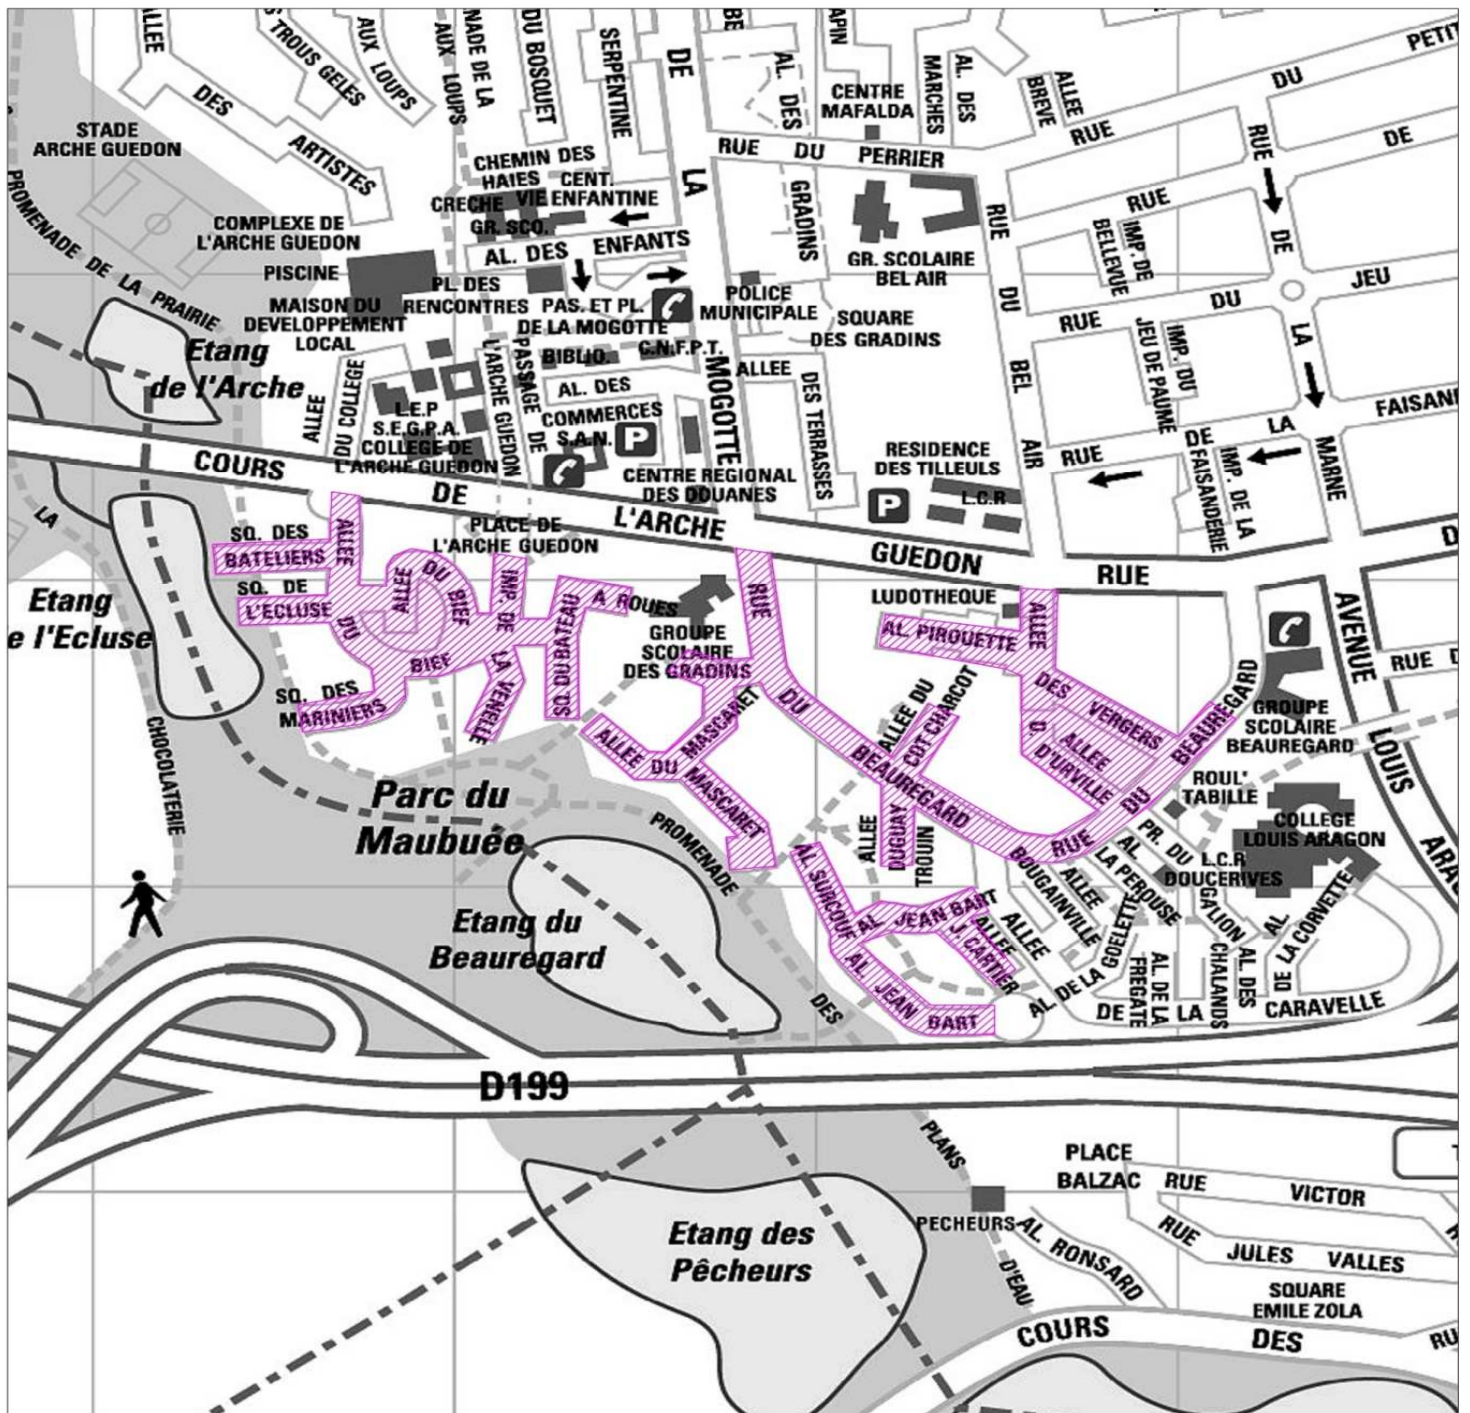 ALLEE
TROUS GELES
AUX LOUPS
AUX LOUPS
NADE DE LA
DU BOSQUET
SERPENTINE
DE
APIN
AL. DES
MARCHES
AL. DES
ALLEE
BREVE
PETIT
DU
RUE
CENTRE
MAFALDA
DES
ARTISTES
STADE
ARCHE GUEDON
PROMENADE DE LA PRAIRIE
COMPLEXE DE
L'ARCHE GUEDON
PISCINE
MAISON DU
DEVELOPPEMENT
LOCAL
CHEMIN DES
HAIES
CENT.
VIE ENFANTINE
CRECHE
GR. SCO.
AL. DES ENFANTS
PL. DES
RENCONTRES
PAS. ET PL.
DE LA MOGOTTE
BIBLIO.
C.N.F.P.T.
LA
MOGOTTE
RUE DU PERRIER
GRADINS
GR. SCOLAIRE
BEL AIR
POLICE
MUNICIPALE
SQUARE
DES GRADINS
RUE
DU
BEL
AIR
RUE
DE
LA
MARNE
DE
RUE
IMP. DE
BELLEVUE
RUE DU JEU
IMP. DU
JEU DE PAUME
RUE DE LA FAISAN
IMP. DE LA
FAISANDERIE
Etang
de l'Arche
ALLEE
DU COLLEGE
L.E.P
S.E.G.P.A.
COLLEGE DE
L'ARCHE GUEDON
L'ARCHE GUEDON
PASSAGE DE
AL. DES
COMMERCES
S.A.N.
P
CENTRE REGIONAL
DES DOUANES
ALLEE
DES TERRASSES
RESIDENCE
DES TILLEULS
P
L.C.R
COURS DE L'ARCHE GUEDON
RUE
D
PLACE DE
L'ARCHE GUEDON
LA
SQ. DES
BATELIERS
SQ. DE
L'ECLUSE
ALLEE
DU
BIEF
ALLEE
DU BIEF
SQ. DES
MARINIERS
IMP. DE
LA VENELLE
SQ. DU BATEAU
A ROUES
GROUPE
SCOLAIRE
DES GRADINS
Etang
e l'Ecluse
CHOCOLATERIE
RUE
DU
BEAUREGARD
RUE
DU
BEAUREGARD
LUDOTHEQUE
AL. PIROUETTE
ALLEE
DES
VERGERS
ALLEE
D. D'URVILLE
ALLEE DU
CDT CHARCOT
ALLEE
DU
MASCARET
MASCARET
ALLEE
DUGUAY
TROUIN
AVENUE
LOUIS
ARAG
RUE D
GROUPE
SCOLAIRE
BEAUREGARD
ROUL'
TABILLE
COLLEGE
LOUIS ARAGON
L.C.R
DOUCERIVES
PR. DU
GALION
AL.
LA PEROUSE
ALLEE
BOUGAINVILLE
ALLEE
AL. DE LA
GOELETTE
AL. DE LA
FREGATE
AL. DES
CHALANDS
AL
DE
LA CORVETTE
DE LA CARAVELLE
Parc du
Maubuée
PROMENADE
DES
PLANS
D'EAU
AL SURCOUF
AL JEAN BART
ALLEE
J. CARTIER
AL. JEAN BART
Etang du
Beauregard
D199
Etang des
Pêcheurs
PECHEURS
PLACE
BALZAC
RUE VICTOR
RUE JULES VALLES
AL. RONSARD
SQUARE
EMILE ZOLA
COURS DES
RU